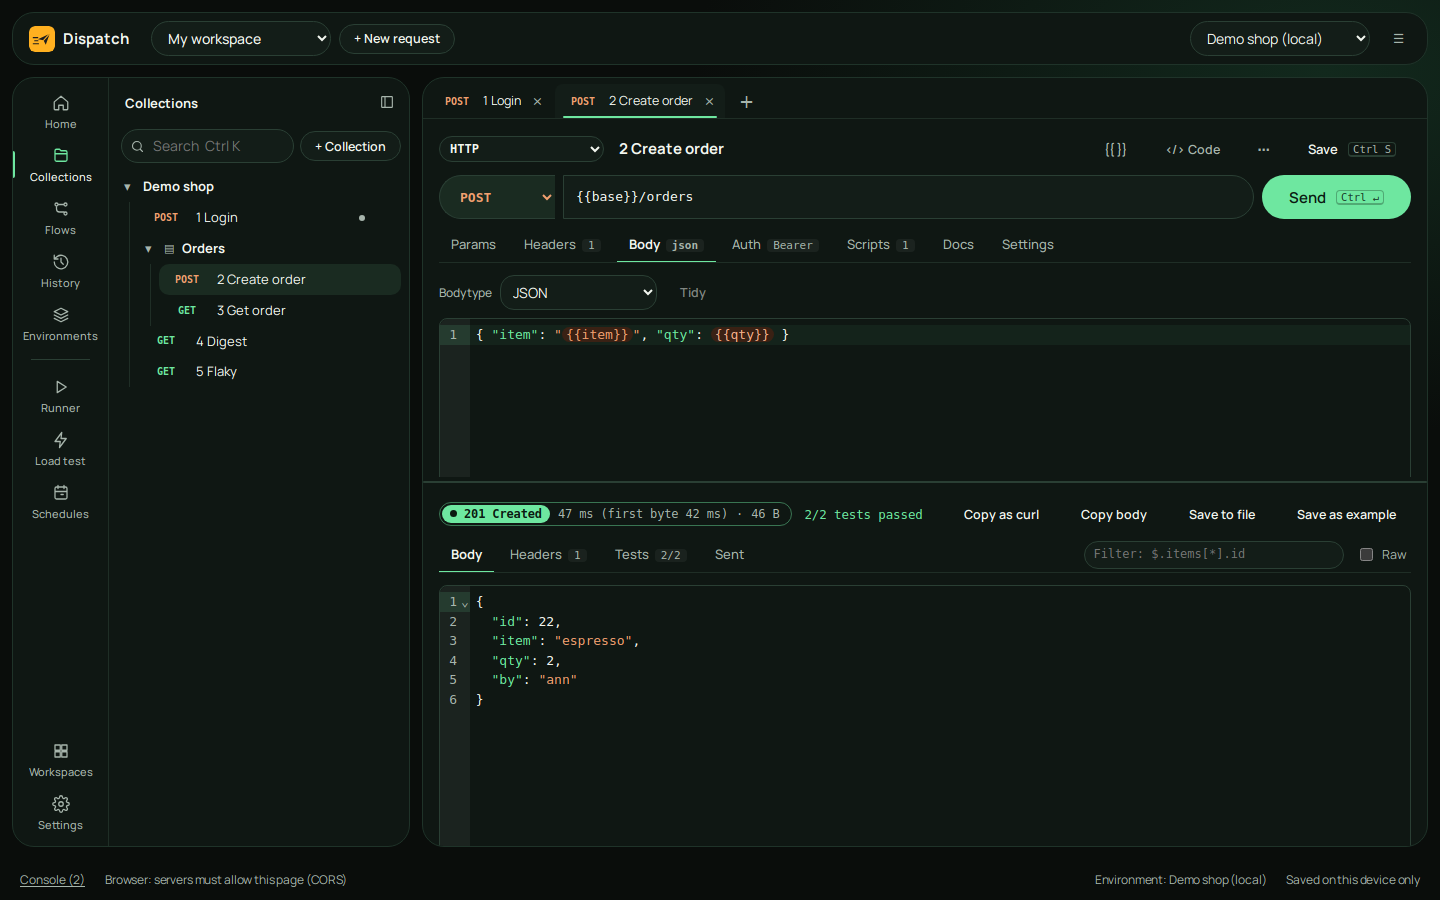 Dispatch
My workspace
+ New request
Demo shop (local)
Home
Collections
Flows
History
Environments
Runner
Load test
Schedules
Workspaces
Settings
Collections
Search Ctrl K
+ Collection
Demo shop
POST 1 Login
Orders
POST 2 Create order
GET 3 Get order
GET 4 Digest
GET 5 Flaky
POST 1 Login ×
POST 2 Create order ×
+
HTTP
2 Create order
{{}}
</> Code
···
Save Ctrl S
POST
{{base}}/orders
Send Ctrl ↵
Params
Headers 1
Body json
Auth Bearer
Scripts 1
Docs
Settings
Body type
JSON
Tidy
1 { "item": "{{item}}", "qty": {{qty}} }
201 Created 47 ms (first byte 42 ms) · 46 B
2/2 tests passed
Copy as curl
Copy body
Save to file
Save as example
Body
Headers 1
Tests 2/2
Sent
Filter: $.items[*].id
Raw
1 {
2 "id": 22,
3 "item": "espresso",
4 "qty": 2,
5 "by": "ann"
6 }
Console (2)
Browser: servers must allow this page (CORS)
Environment: Demo shop (local)
Saved on this device only